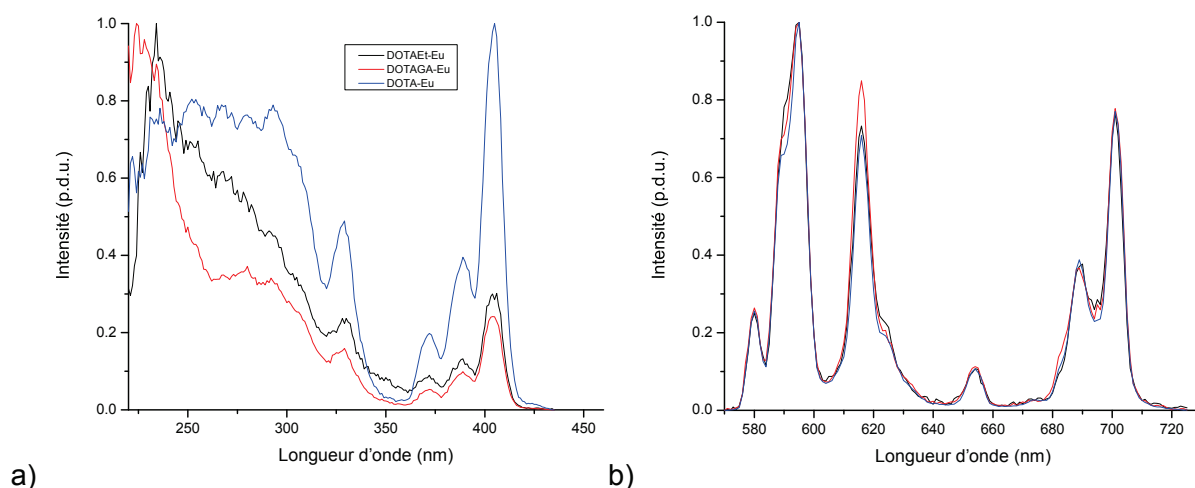 1.0
0.8
0.6
0.4
0.2
0.0
Intensité (p.d.u.)
DOTAEt-Eu
DOTAGA-Eu
DOTA-Eu
250 300 350 400 450
Longueur d'onde (nm)
a)
1.0
0.8
0.6
0.4
0.2
0.0
Intensité (p.d.u.)
580 600 620 640 660 680 700 720
Longueur d'onde (nm)
b)